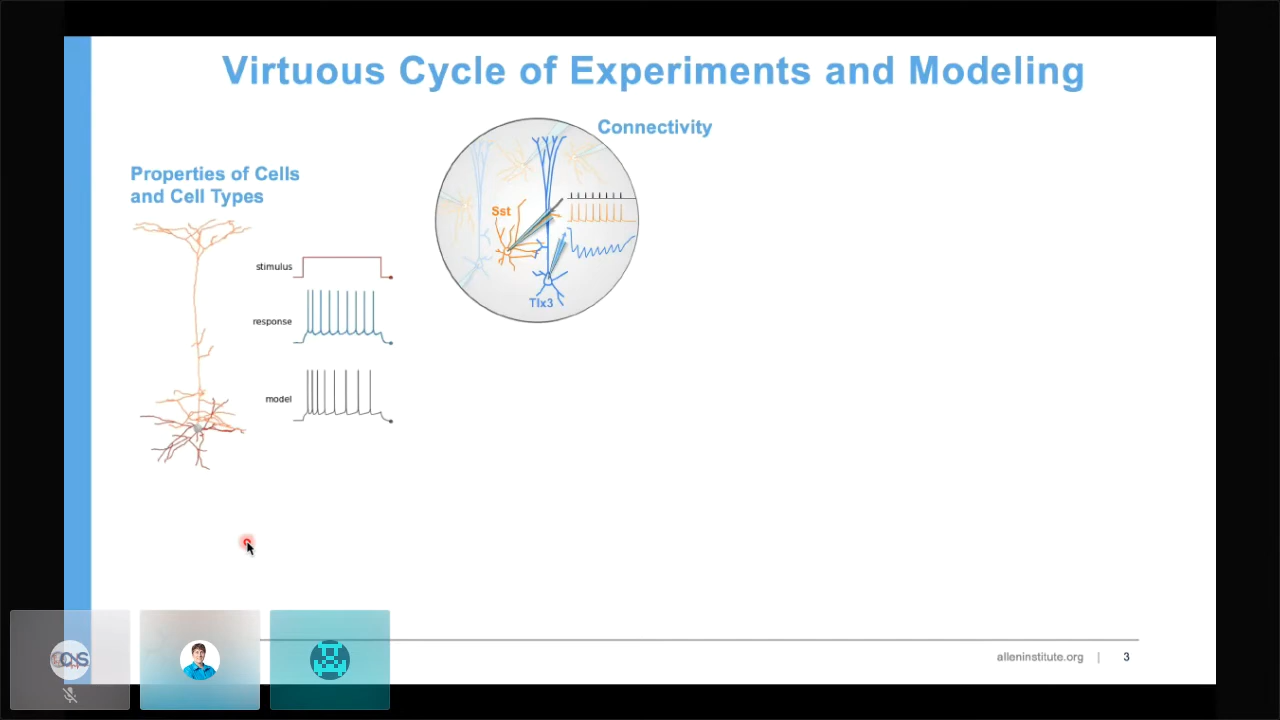 Virtuous Cycle of Experiments and Modeling
Connectivity
Properties of Cells
and Cell Types
Sst
Tlx3
stimulus
response
model
alleninstitute.org | 3